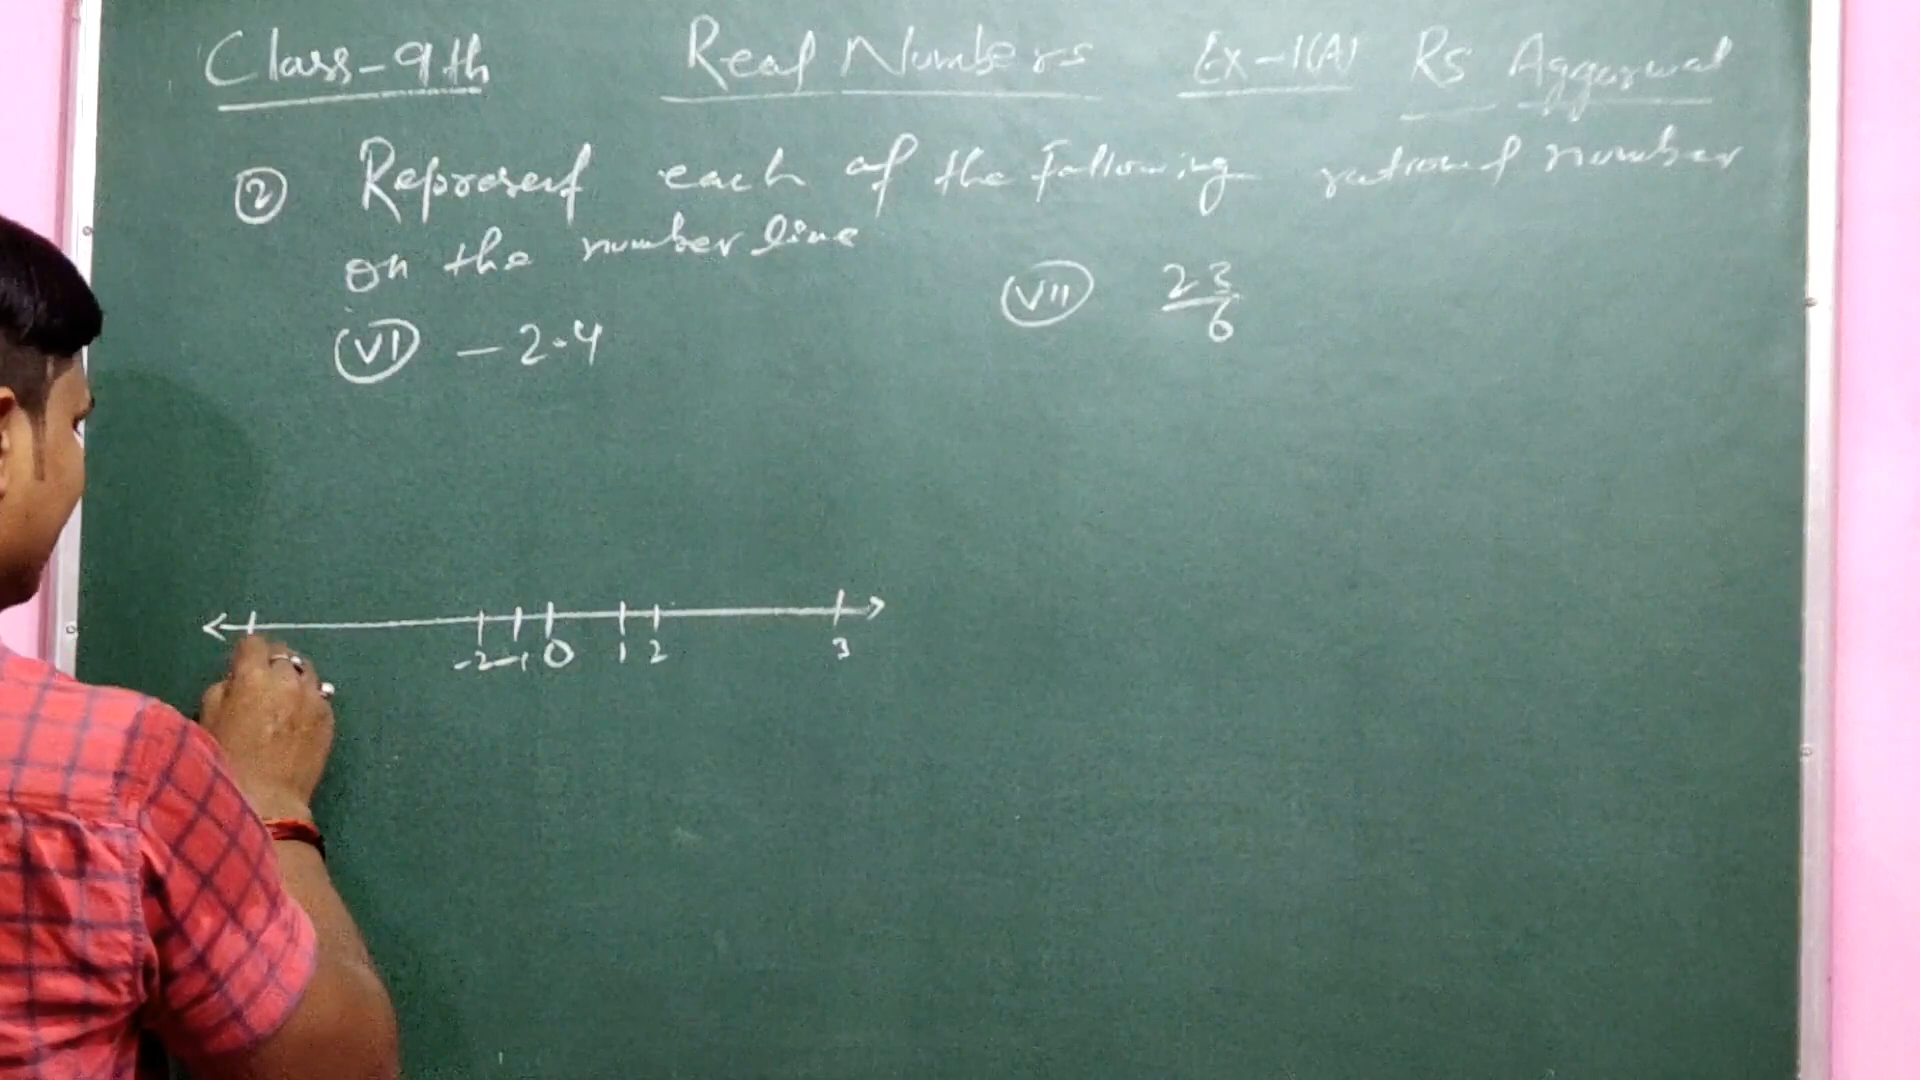 Class-9th Real Numbers Ex-1(A) RS Aggarwal
② Represent each of the following rational number
on the number line
(VI) -2.4
(VII) 23/6
-2 -1 0 1 2 3